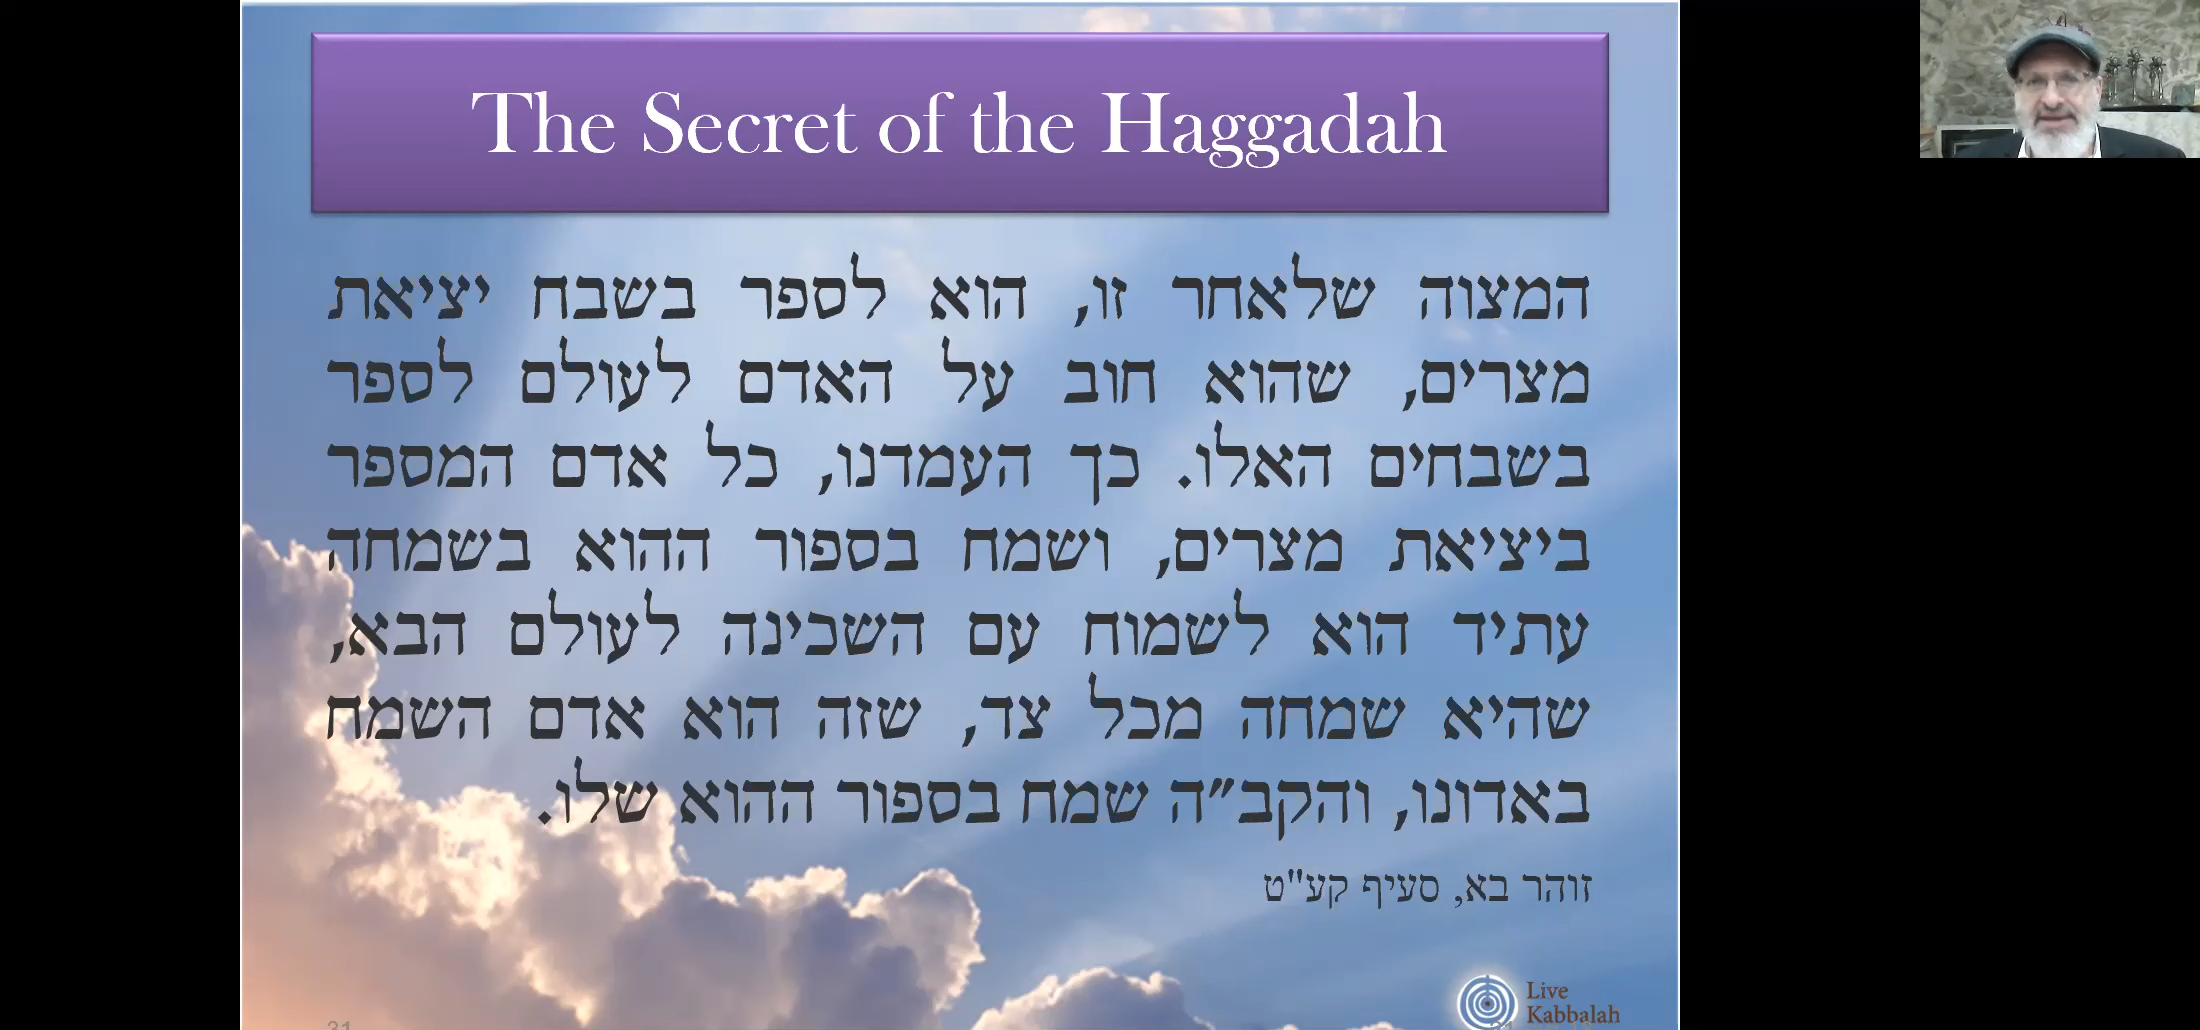 The Secret of the Haggadah
המצוה שלאחר זו, הוא לספר בשבח יציאת
מצרים, שהוא חוב על האדם לעולם לספר
בשבחים האלו. כך העמדנו, כל אדם המספר
ביציאת מצרים, ושמח בספור ההוא בשמחה
עתיד הוא לשמוח עם השכינה לעולם הבא,
שהיא שמחה מכל צד, שזה הוא אדם השמח
באדונו, והקב״ה שמח בספור ההוא שלו.
זוהר בא, סעיף קע"ט
Live
Kabbalah
31